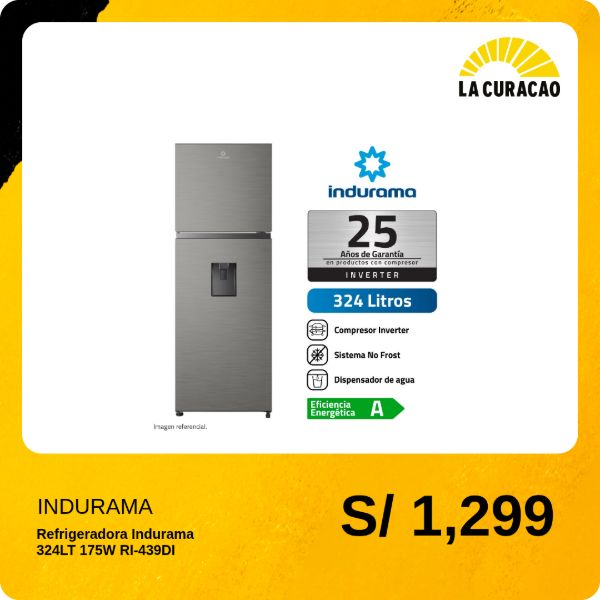 LA CURACAO
indurama
25
Años de Garantía
en productos con compresor
INVERTER
324 Litros
Compresor Inverter
Sistema No Frost
Dispensador de agua
Eficiencia
Energética
A
Imagen referencial.
INDURAMA
Refrigeradora Indurama
324LT 175W RI-439DI
S/ 1,299